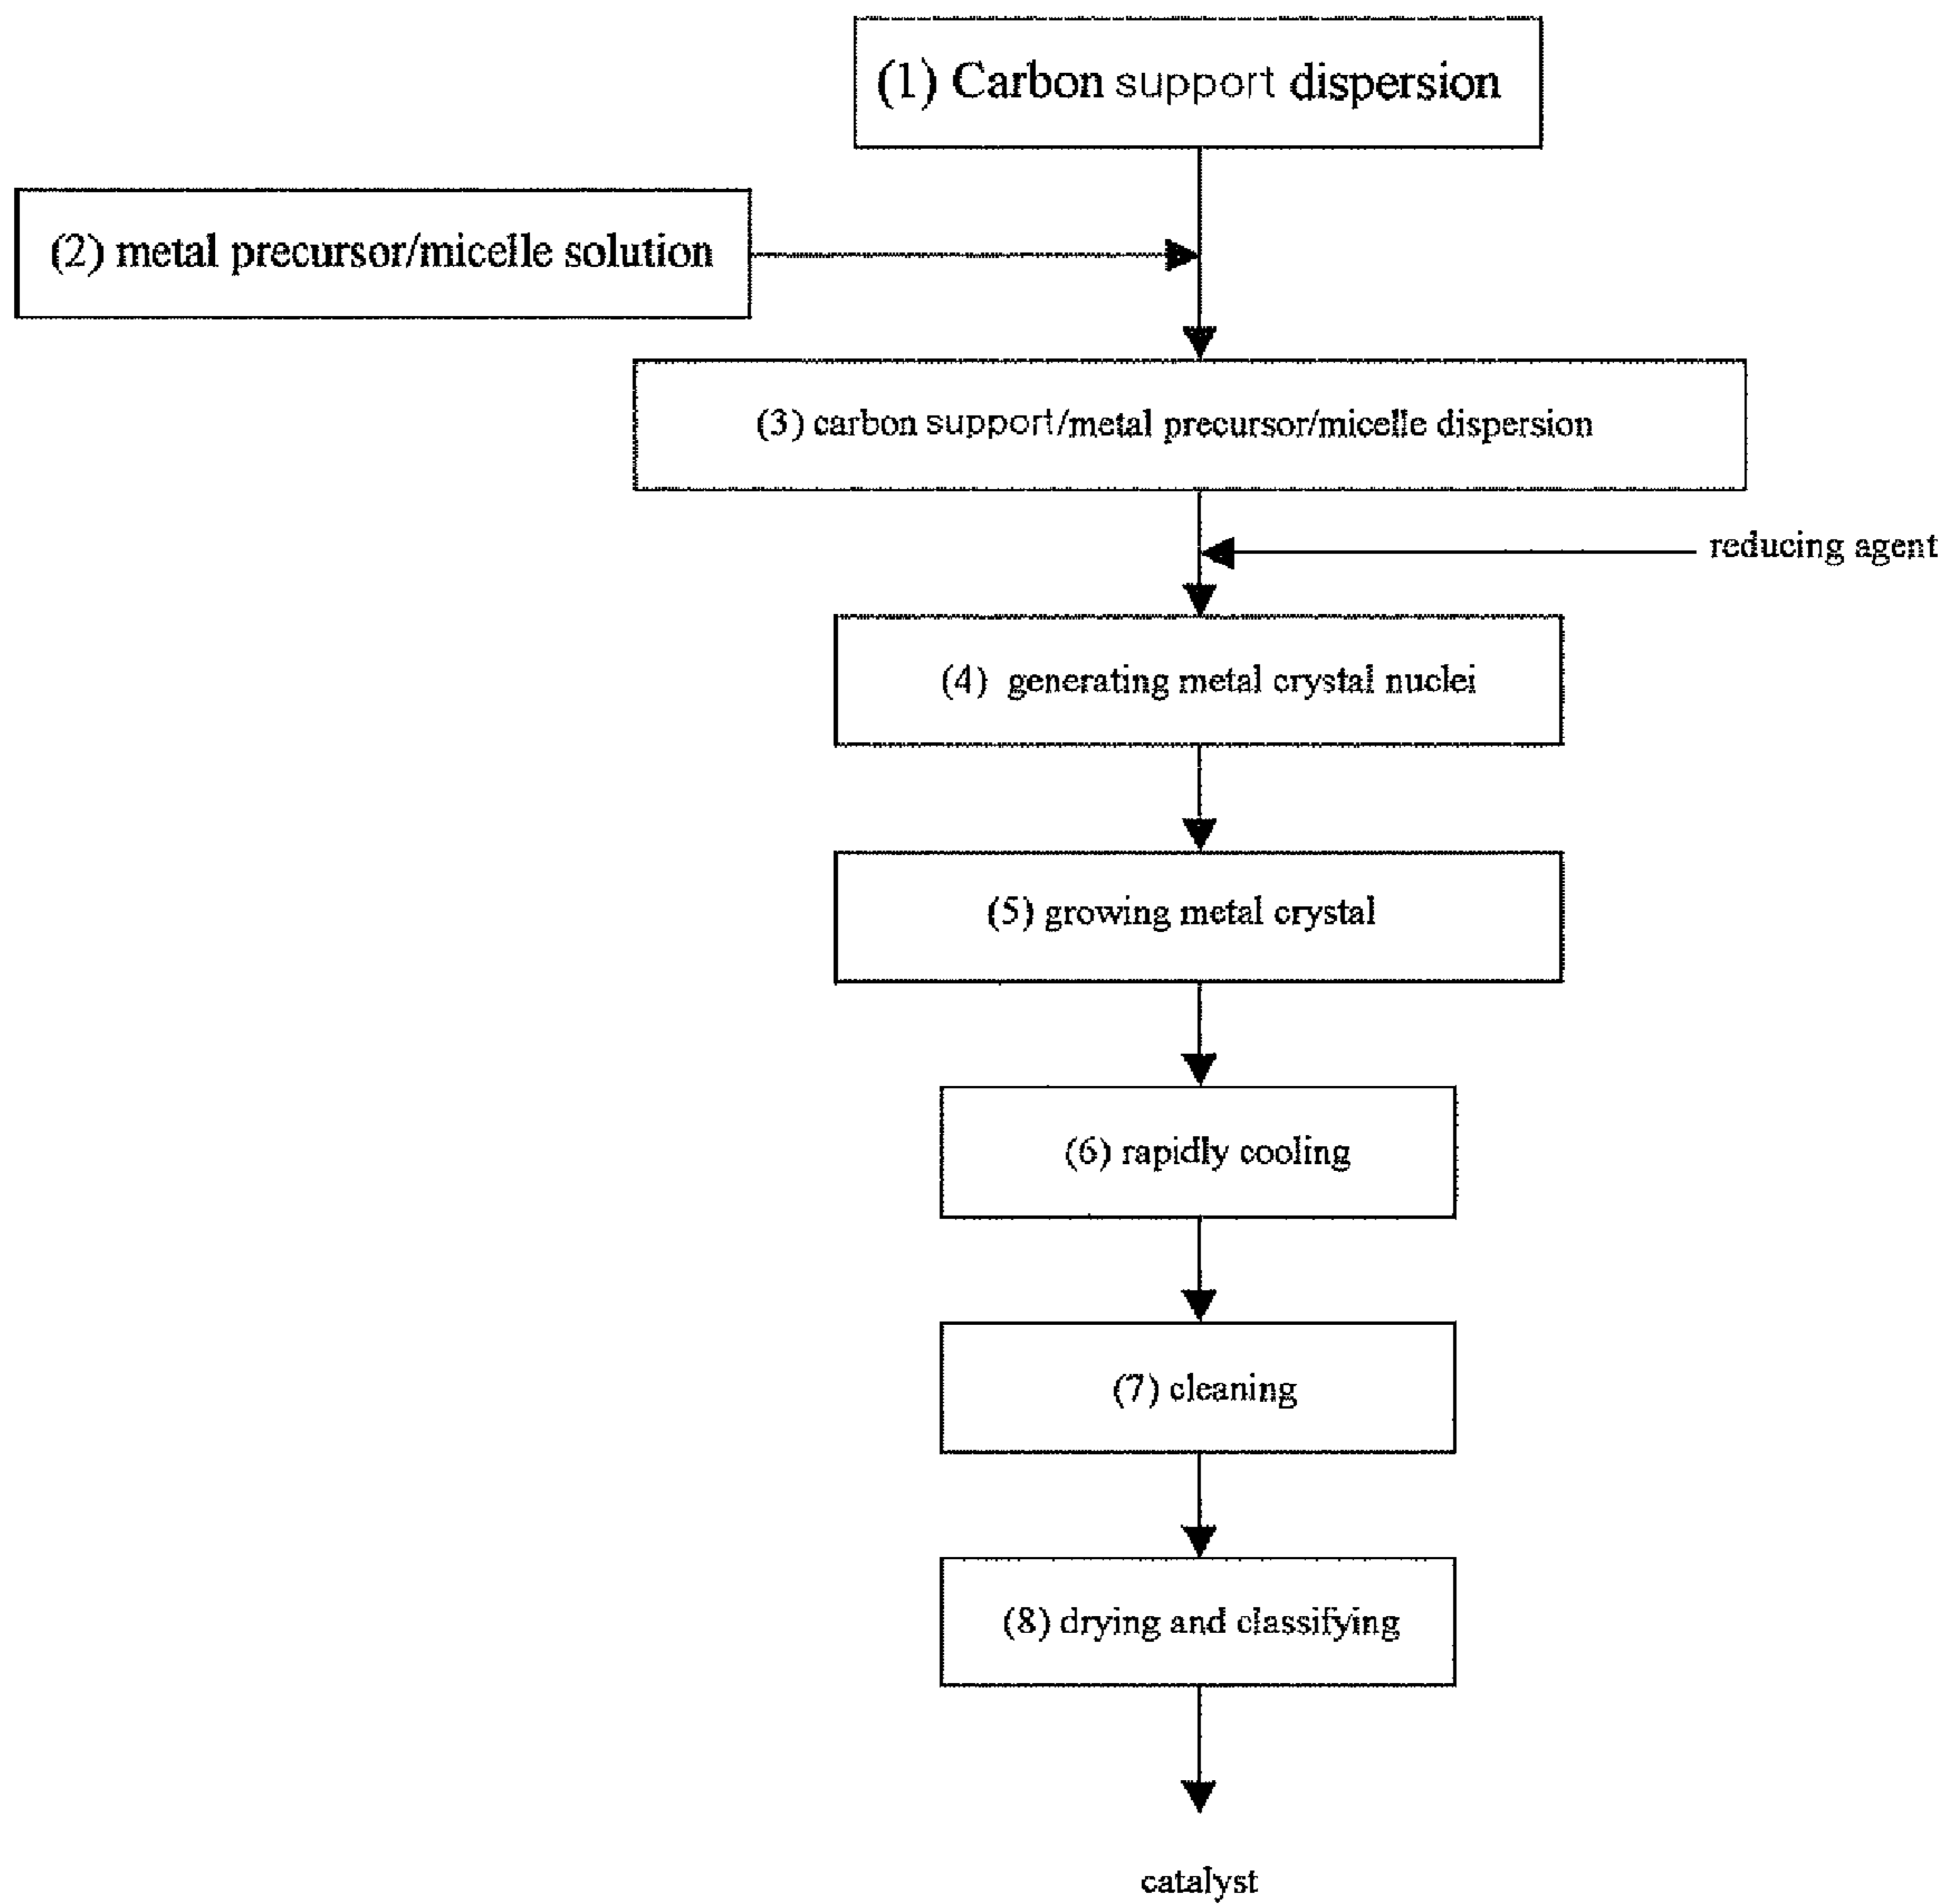 (1) Carbon support dispersion
(2) metal precursor/micelle solution
(3) carbon support/metal precursor/micelle dispersion
reducing agent
(4) generating metal crystal nuclei
(5) growing metal crystal
(6) rapidly cooling
(7) cleaning
(8) drying and classifying
catalyst